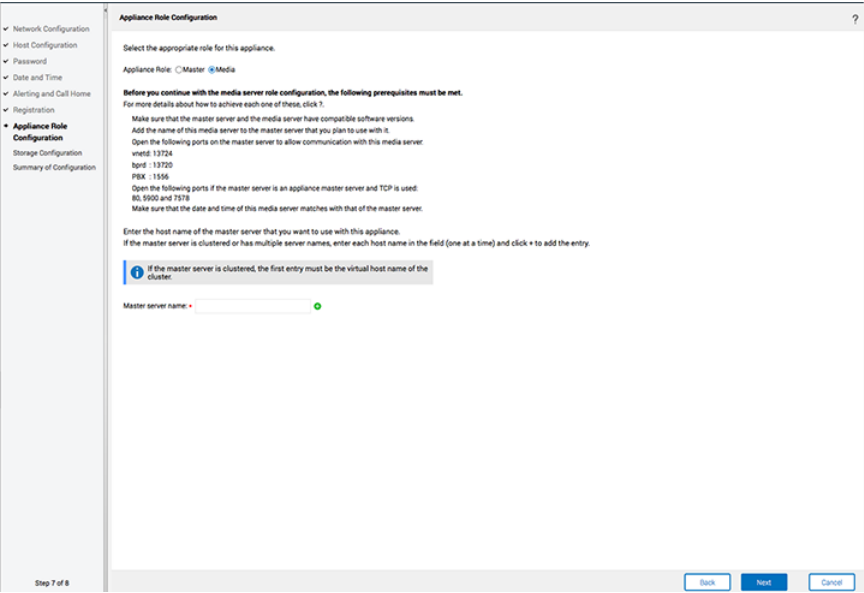 Network Configuration
Host Configuration
Password
Date and Time
Alerting and Call Home
Registration
Appliance Role
Configuration
Storage Configuration
Summary of Configuration
Step 7 of 8
Appliance Role Configuration
?
Select the appropriate role for this appliance.
Appliance Role: Master Media
Before you continue with the media server role configuration, the following prerequisites must be met.
For more details about how to achieve each one of these, click ?.
Make sure that the master server and the media server have compatible software versions.
Add the name of this media server to the master server that you plan to use with it.
Open the following ports on the master server to allow communication with this media server:
vnetd: 13724
bprd : 13720
PBX : 1556
Open the following ports if the master server is an appliance master server and TCP is used:
80, 5900 and 7578
Make sure that the date and time of this media server matches with that of the master server.
Enter the host name of the master server that you want to use with this appliance.
If the master server is clustered or has multiple server names, enter each host name in the field (one at a time) and click + to add the entry.
If the master server is clustered, the first entry must be the virtual host name of the
cluster.
Master server name: *
Back Next Cancel